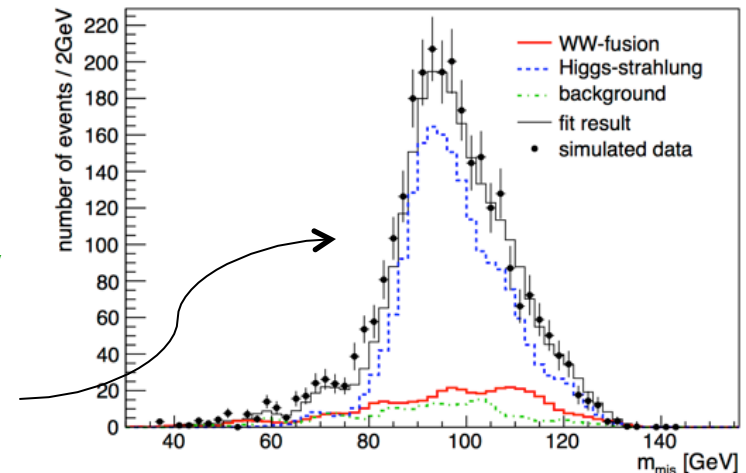 number of events / 2GeV
220
200
180
160
140
120
100
80
60
40
20
0
WW-fusion
Higgs-strahlung
background
fit result
simulated data
40 60 80 100 120 140
m_mis [GeV]